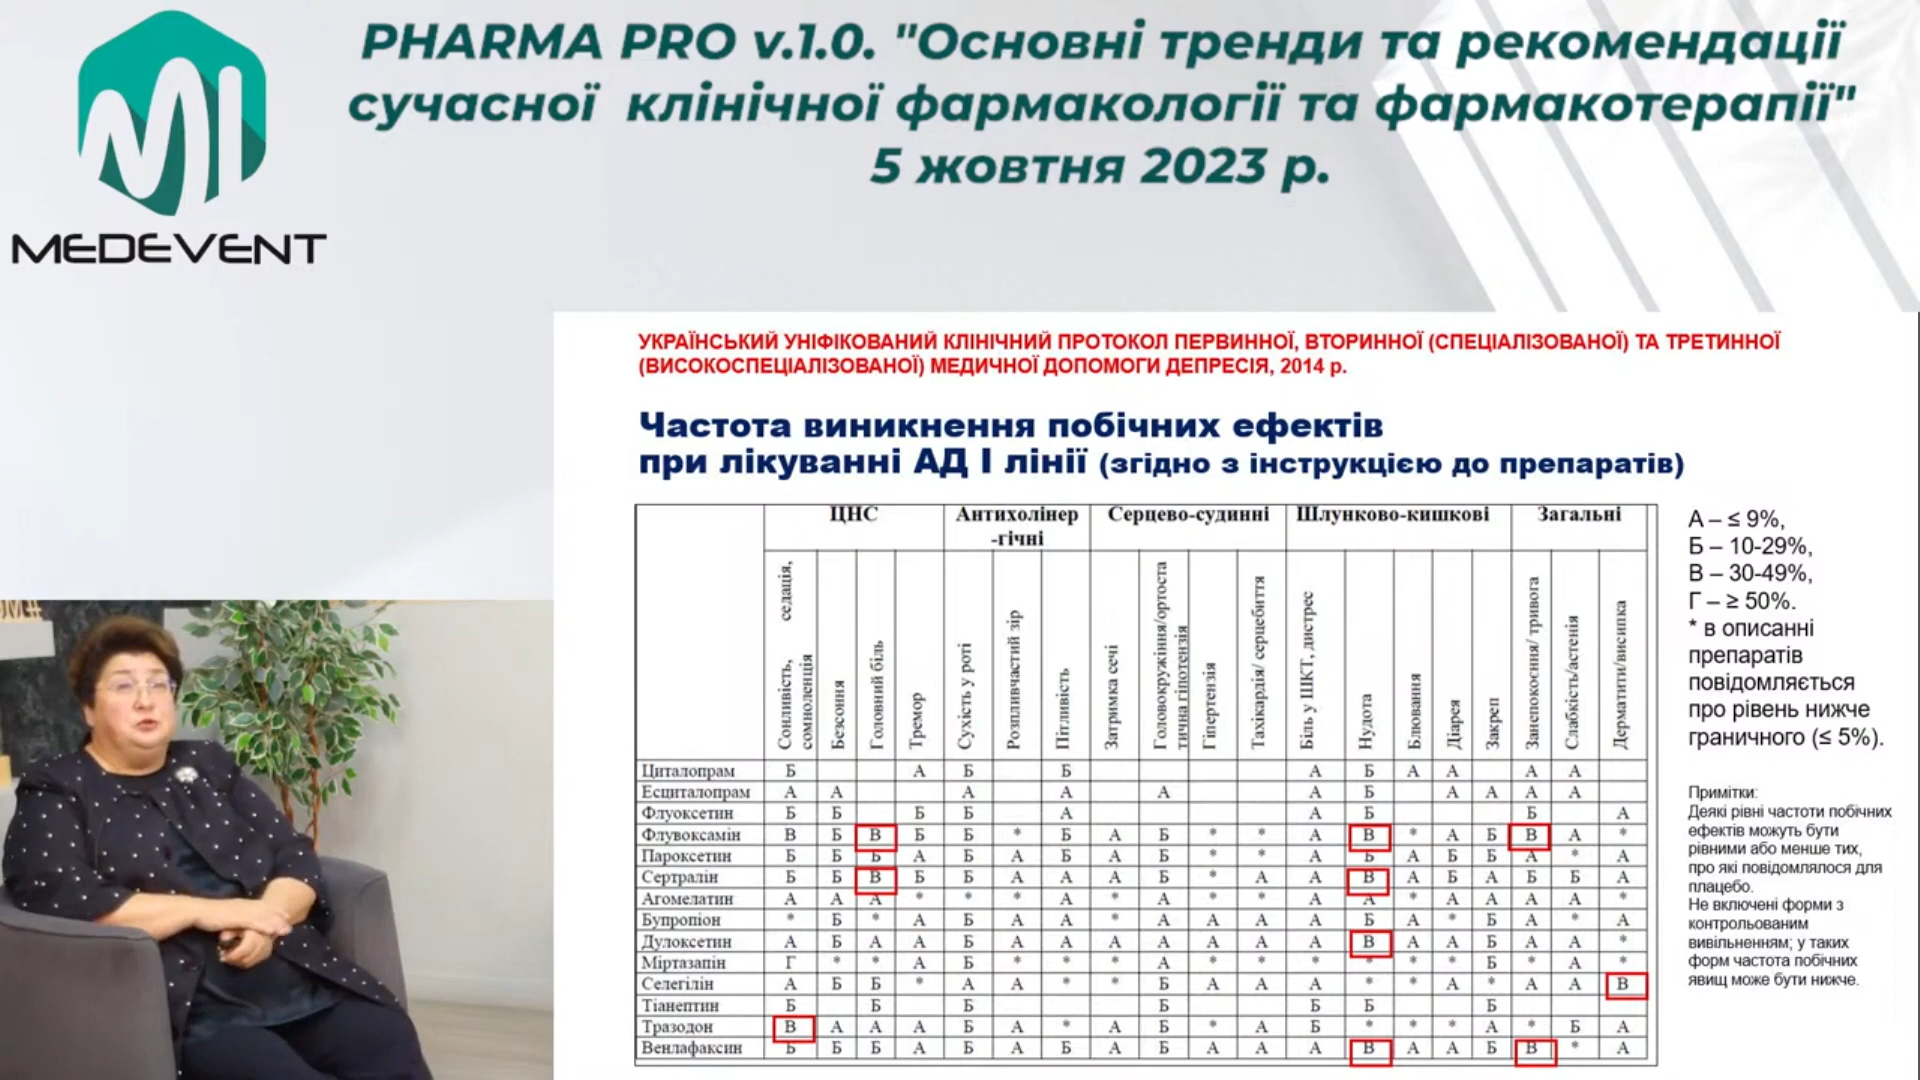 PHARMA PRO v.1.0. "Основні тренди та рекомендації
сучасної клінічної фармакології та фармакотерапії"
5 жовтня 2023 р.
MEDEVENT
УКРАЇНСЬКИЙ УНІФІКОВАНИЙ КЛІНІЧНИЙ ПРОТОКОЛ ПЕРВИННОЇ, ВТОРИННОЇ (СПЕЦІАЛІЗОВАНОЇ) ТА ТРЕТИННОЇ
(ВИСОКОСПЕЦІАЛІЗОВАНОЇ) МЕДИЧНОЇ ДОПОМОГИ ДЕПРЕСІЯ, 2014 р.
Частота виникнення побічних ефектів
при лікуванні АД І лінії (згідно з інструкцією до препаратів)
ЦНС Антихолінер Серцево-судинні Шлунково-кишкові Загальні
-гічні
Сонливість, седація,
сомноленція
Безсоння
Головний біль
Тремор
Сухість у роті
Розпливчастий зір
Пітливість
Затримка сечі
Головокружіння/ортоста
тична гіпотензія
Гіпертензія
Тахікардія/ серцебиття
Біль у ШКТ, дистрес
Нудота
Блювання
Діарея
Закреп
Занепокоєння/ тривога
Слабкість/астенія
Дерматити/висипка
Циталопрам Б А Б Б А Б А А А А
Есциталопрам А А А А А А Б А А А А
Флуоксетин Б Б Б Б А А Б Б А
Флувоксамін В Б В Б Б * Б А Б * * А В * А Б В А *
Пароксетин Б Б Б А Б А Б А Б * * А Б А Б Б А * А
Сертралін Б Б В Б Б А А А Б * А А В А Б А Б Б А
Агомелатин А А А * * * А * А * А А А * А А А А *
Бупропіон * Б * А Б А А * А А А А Б А * Б А * А
Дулоксетин А Б А А Б А А А А А А А В А А Б А А *
Міртазапін Г * * А Б * * * А * * * * * * Б * А *
Селегілін А Б Б * А А * * Б А А А * * А * А А В
Тіанептин Б Б Б Б Б Б Б
Тразодон В А А А Б А * А Б * А Б * * * А * Б А
Венлафаксин Б Б Б А Б А Б А Б А А А В А А Б В * А
А – ≤ 9%,
Б – 10-29%,
В – 30-49%,
Г – ≥ 50%.
* в описанні
препаратів
повідомляється
про рівень нижче
граничного (≤ 5%).
Примітки:
Деякі рівні частоти побічних
ефектів можуть бути
рівними або менше тих,
про які повідомлялося для
плацебо.
Не включені форми з
контрольованим
вивільненням; у таких
форм частота побічних
явищ може бути нижче.